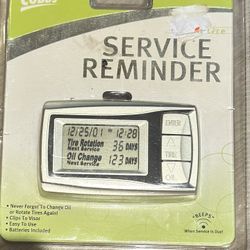 SERVICE
REMINDER
12/25/01 12:28
Tire Rotation 36 DAYS
Next Service
Oil Change 123 DAYS
Next Service
ENTER
TIRE
OIL
• Never Forget To Change Oil
or Rotate Tires Again!
• Clips To Visor
• Easy To Use
• Batteries Included
"BEEPS"
When Service Is Due!